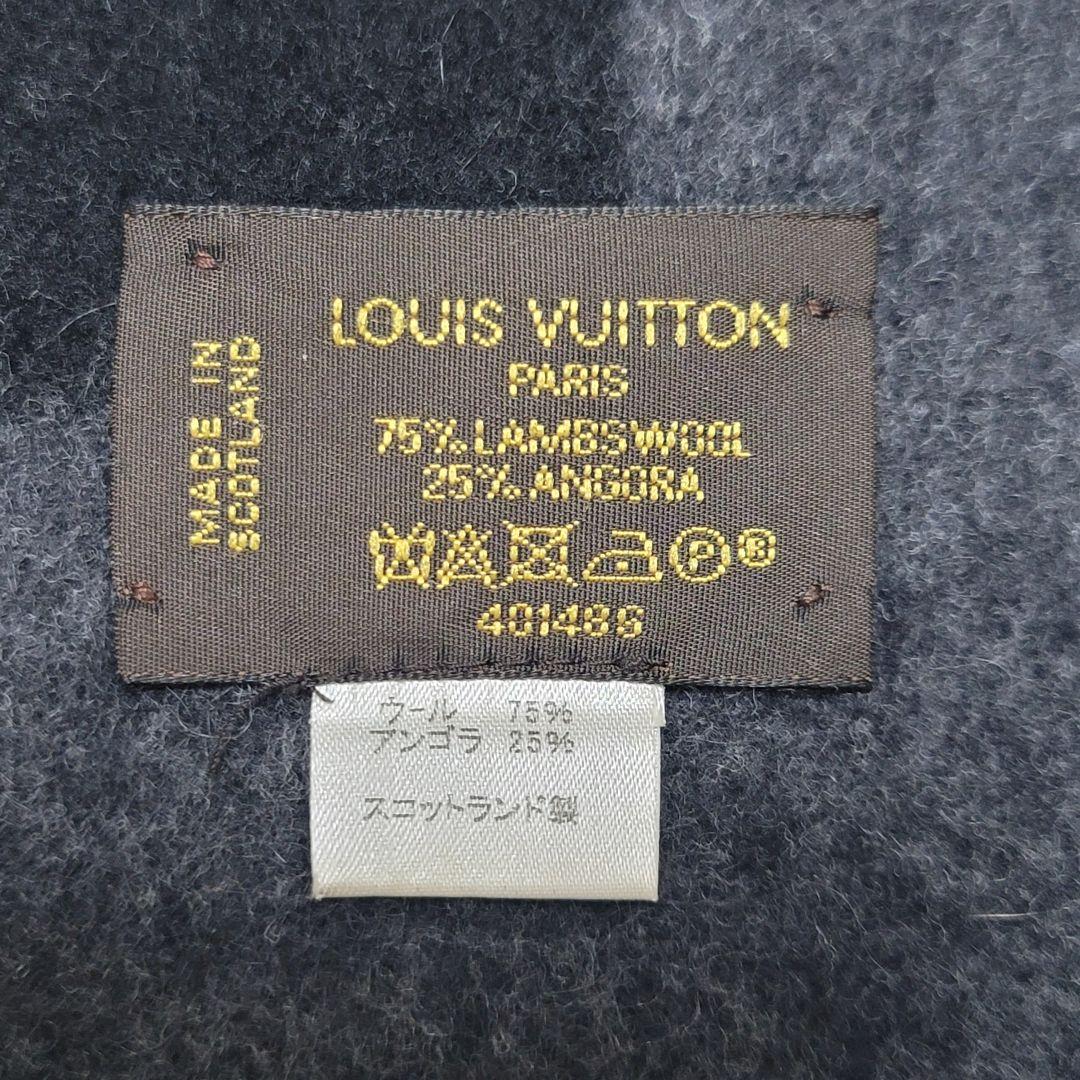 LOUIS VUITTON
PARIS
75% LAMBSWOOL
25% ANGORA
P ®
401486
MADE IN
SCOTLAND
ウール 75%
アンゴラ 25%
スコットランド製